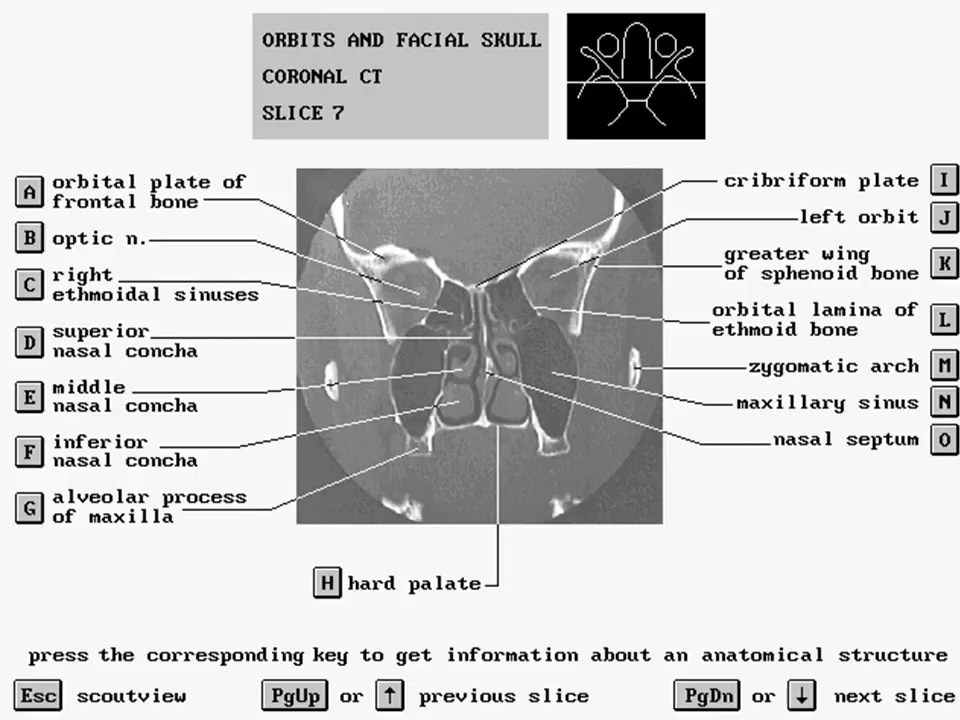 ORBITS AND FACIAL SKULL
CORONAL CT
SLICE 7
A orbital plate of
frontal bone
B optic n.
C right
ethmoidal sinuses
D superior
nasal concha
E middle
nasal concha
F inferior
nasal concha
G alveolar process
of maxilla
H hard palate
cribriform plate I
left orbit J
greater wing
of sphenoid bone K
orbital lamina of
ethmoid bone L
zygomatic arch M
maxillary sinus N
nasal septum O
press the corresponding key to get information about an anatomical structure
Esc scoutview PgUp or ↑ previous slice PgDn or ↓ next slice